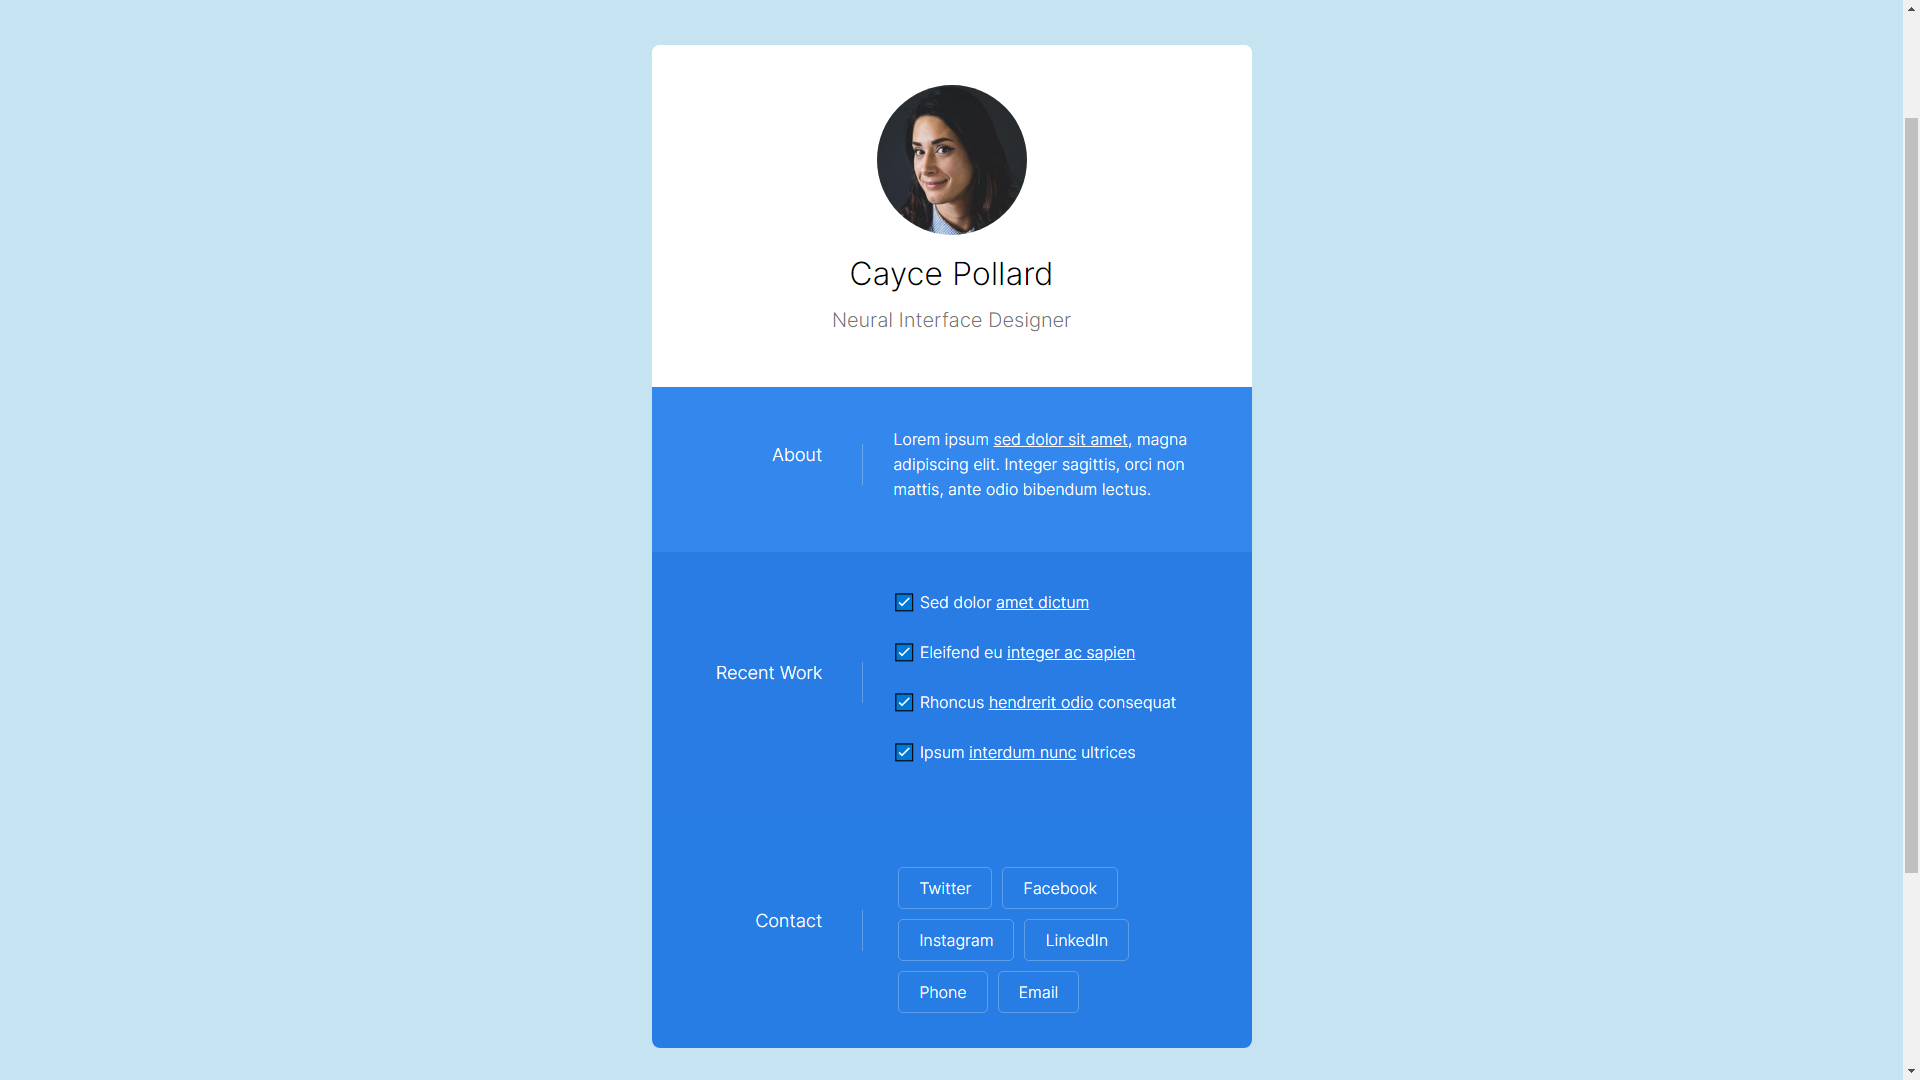 Cayce Pollard
Neural Interface Designer
About
Lorem ipsum sed dolor sit amet, magna
adipiscing elit. Integer sagittis, orci non
mattis, ante odio bibendum lectus.
Recent Work
Sed dolor amet dictum
Eleifend eu integer ac sapien
Rhoncus hendrerit odio consequat
Ipsum interdum nunc ultrices
Contact
Twitter Facebook
Instagram LinkedIn
Phone Email